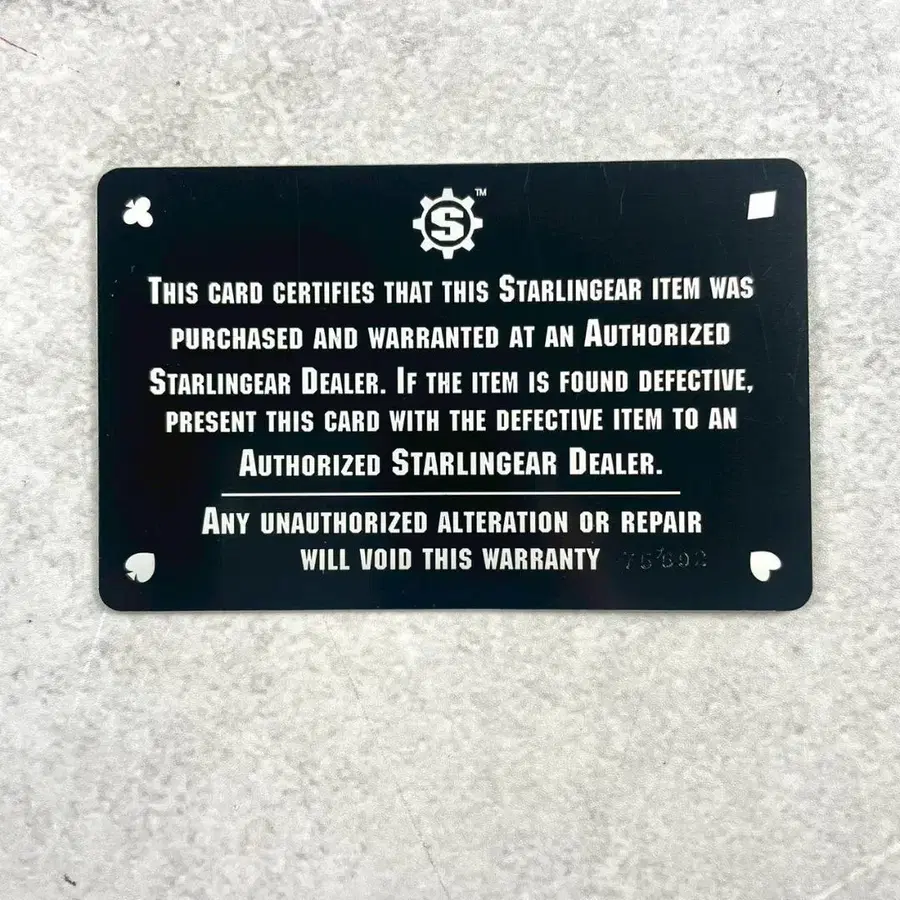 S™
THIS CARD CERTIFIES THAT THIS STARLINGEAR ITEM WAS
PURCHASED AND WARRANTED AT AN AUTHORIZED
STARLINGEAR DEALER. IF THE ITEM IS FOUND DEFECTIVE,
PRESENT THIS CARD WITH THE DEFECTIVE ITEM TO AN
AUTHORIZED STARLINGEAR DEALER.
ANY UNAUTHORIZED ALTERATION OR REPAIR
WILL VOID THIS WARRANTY